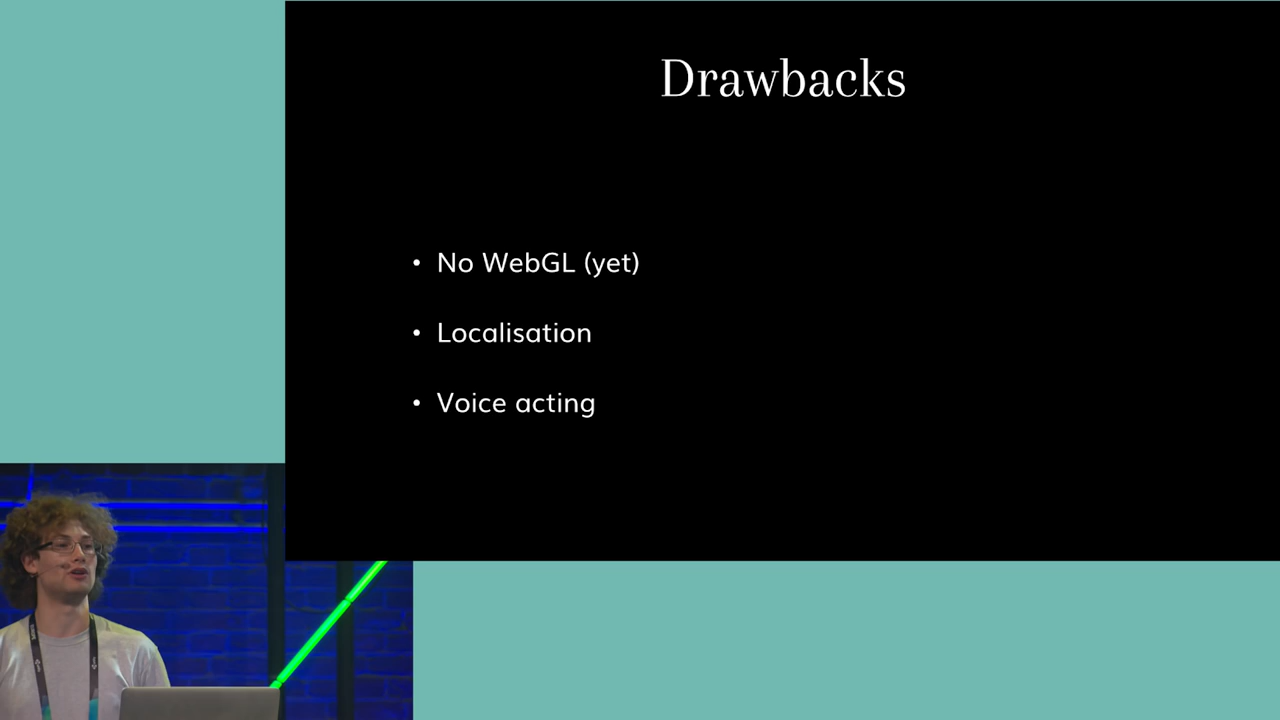 Drawbacks
• No WebGL (yet)
• Localisation
• Voice acting